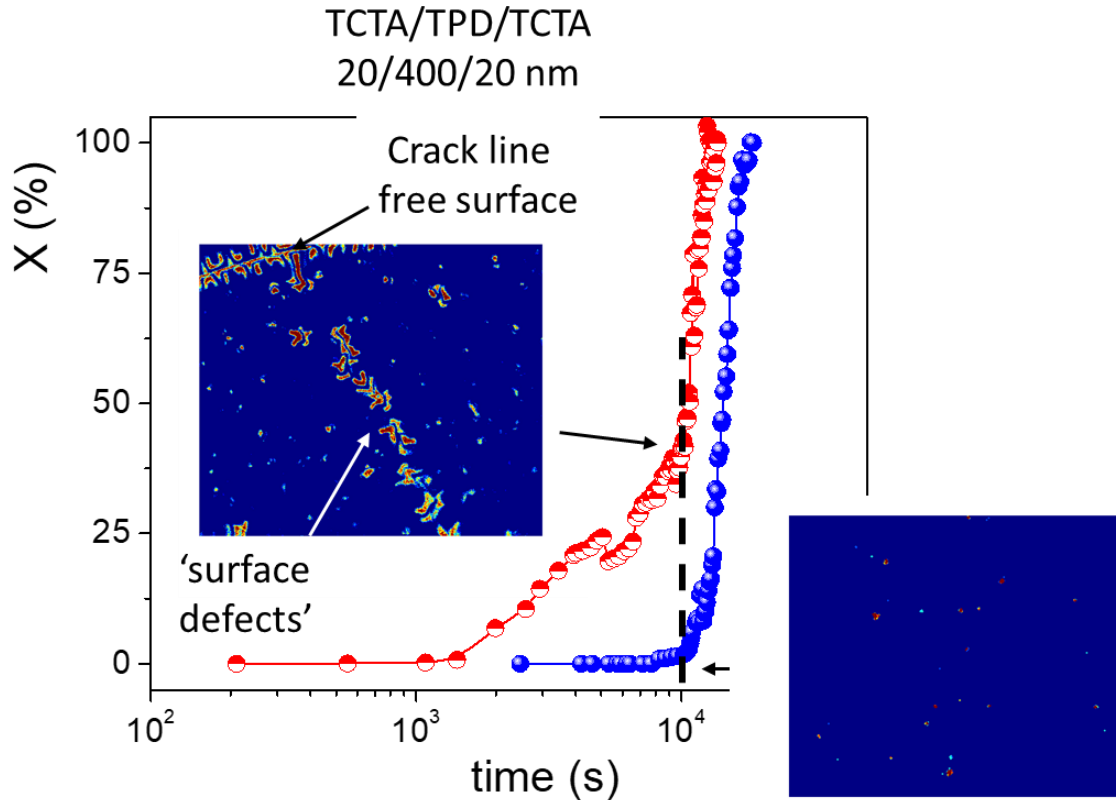 TCTA/TPD/TCTA
20/400/20 nm
Crack line
free surface
X (%)
100
75
50
25
0
‘surface
defects’
10²
10³
10⁴
time (s)